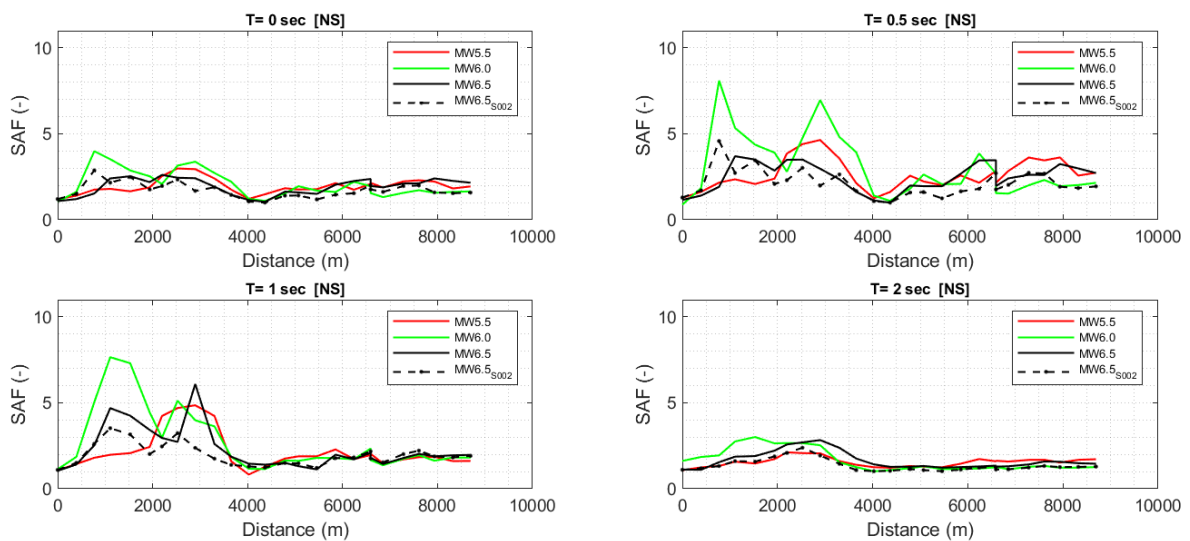 T= 0 sec [NS]
SAF (-)
10
5
0
MW5.5
MW6.0
MW6.5
MW6.5S002
0 2000 4000 6000 8000 10000
Distance (m)
T= 0.5 sec [NS]
SAF (-)
10
5
0
MW5.5
MW6.0
MW6.5
MW6.5S002
0 2000 4000 6000 8000 10000
Distance (m)
T= 1 sec [NS]
SAF (-)
10
5
0
MW5.5
MW6.0
MW6.5
MW6.5S002
0 2000 4000 6000 8000 10000
Distance (m)
T= 2 sec [NS]
SAF (-)
10
5
0
MW5.5
MW6.0
MW6.5
MW6.5S002
0 2000 4000 6000 8000 10000
Distance (m)